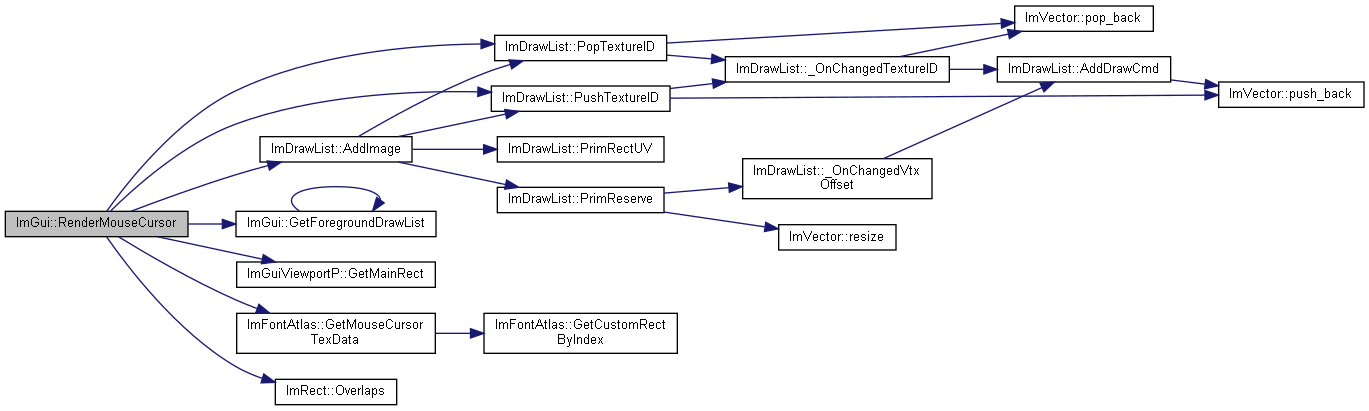 ImVector::pop_back
ImDrawList::PopTextureID
ImDrawList::_OnChangedTextureID
ImDrawList::AddDrawCmd
ImVector::push_back
ImDrawList::PushTextureID
ImDrawList::AddImage
ImDrawList::PrimRectUV
ImDrawList::_OnChangedVtx
Offset
ImDrawList::PrimReserve
ImGui::RenderMouseCursor
ImGui::GetForegroundDrawList
ImVector::resize
ImGuiViewportP::GetMainRect
ImFontAtlas::GetMouseCursor
TexData
ImFontAtlas::GetCustomRect
ByIndex
ImRect::Overlaps